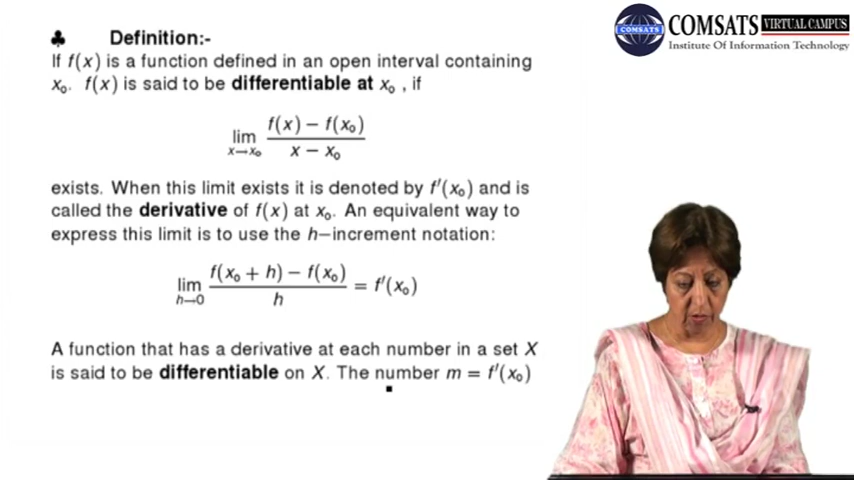 COMSATS VIRTUAL CAMPUS
Institute Of Information Technology
COMSATS
♣ Definition:-
If f(x) is a function defined in an open interval containing
x₀. f(x) is said to be differentiable at x₀ , if
lim x→x₀ f(x) − f(x₀) / x − x₀
exists. When this limit exists it is denoted by f′(x₀) and is
called the derivative of f(x) at x₀. An equivalent way to
express this limit is to use the h−increment notation:
lim h→0 f(x₀ + h) − f(x₀) / h = f′(x₀)
A function that has a derivative at each number in a set X
is said to be differentiable on X. The number m = f′(x₀)